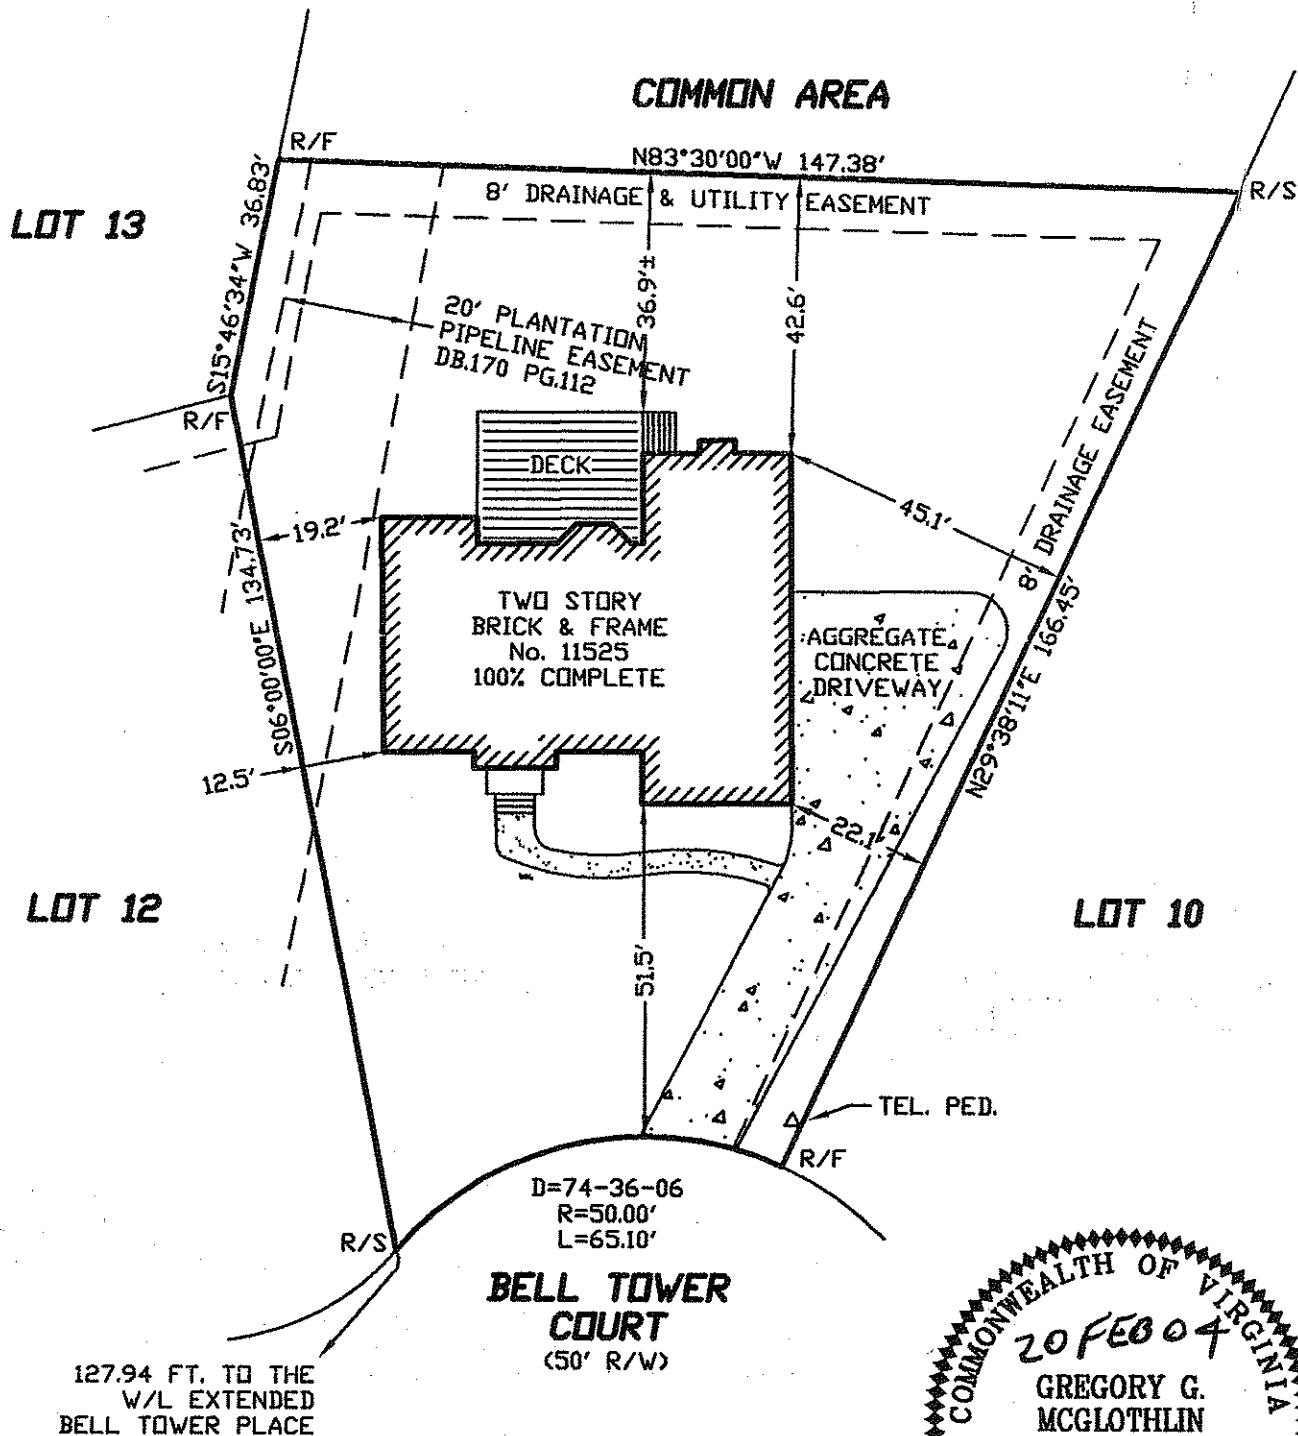 COMMON AREA
R/F
N83°30'00"W 147.38'
R/S
8' DRAINAGE & UTILITY EASEMENT
LOT 13
S15°46'34"W 36.83'
36.9'±
42.6'
20' PLANTATION
PIPELINE EASEMENT
DB.170 PG.112
R/F
DECK
45.1'
8' DRAINAGE EASEMENT
19.2'
S06°00'00"E 134.73'
TWO STORY
BRICK & FRAME
No. 11525
100% COMPLETE
AGGREGATE
CONCRETE
DRIVEWAY
N29°38'11"E 166.45'
12.5'
22.1'
LOT 12
LOT 10
51.5'
TEL. PED.
R/F
D=74-36-06
R=50.00'
L=65.10'
R/S
BELL TOWER
COURT
(50' R/W)
127.94 FT. TO THE
W/L EXTENDED
BELL TOWER PLACE
COMMONWEALTH OF VIRGINIA
20 FEB 04
GREGORY G.
MCGLOTHLIN